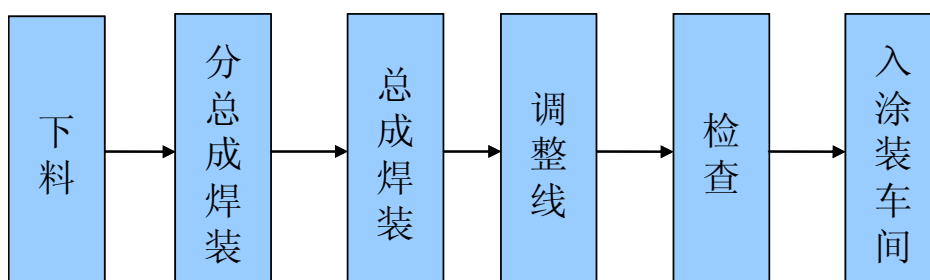 下料
分总成焊装
总成焊装
调整线
检查
入涂装车间